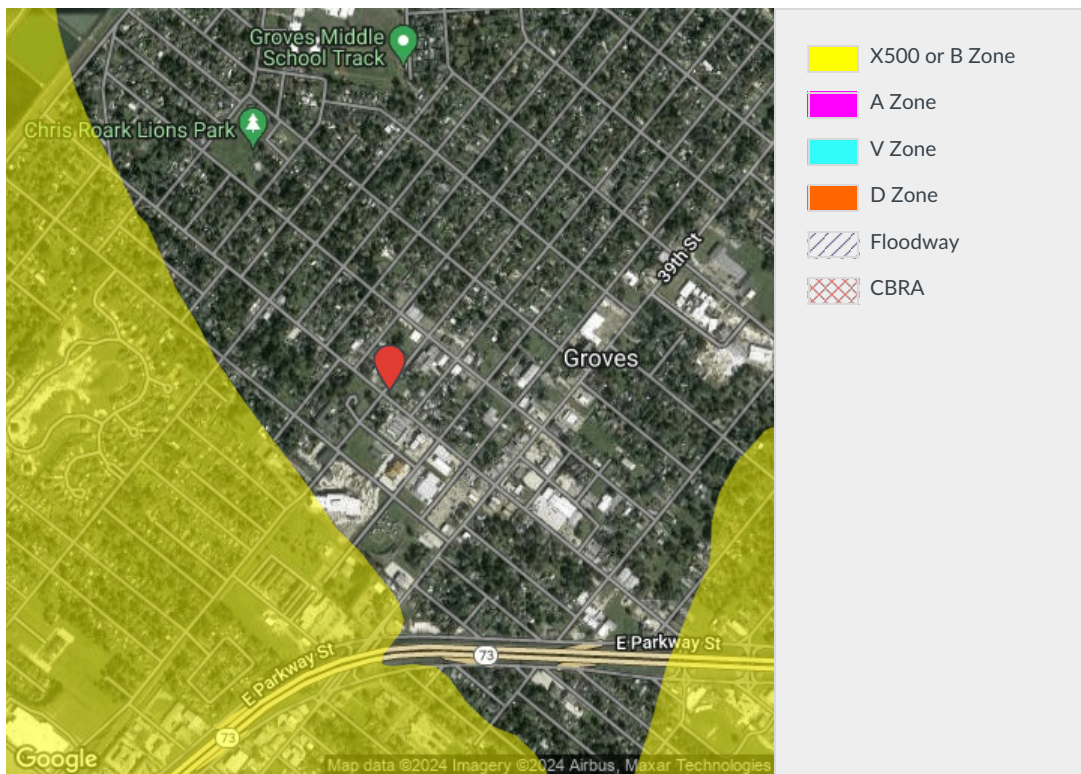 Groves Middle
School Track
Chris Roark Lions Park
39th St
Groves
E Parkway St
73
E Parkway St
73
Google
Map data ©2024 Imagery ©2024 Airbus, Maxar Technologies
X500 or B Zone
A Zone
V Zone
D Zone
Floodway
CBRA